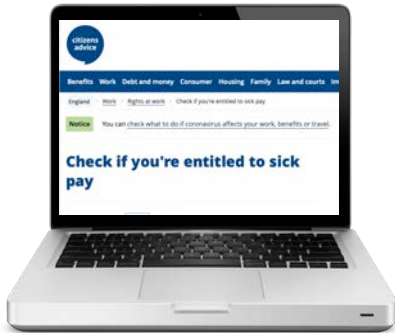 citizens
advice
Benefits Work Debt and money Consumer Housing Family Law and courts
England Work Rights at work Check if you're entitled to sick pay
Notice You can check what to do if coronavirus affects your work, benefits or travel.
Check if you're entitled to sick
pay